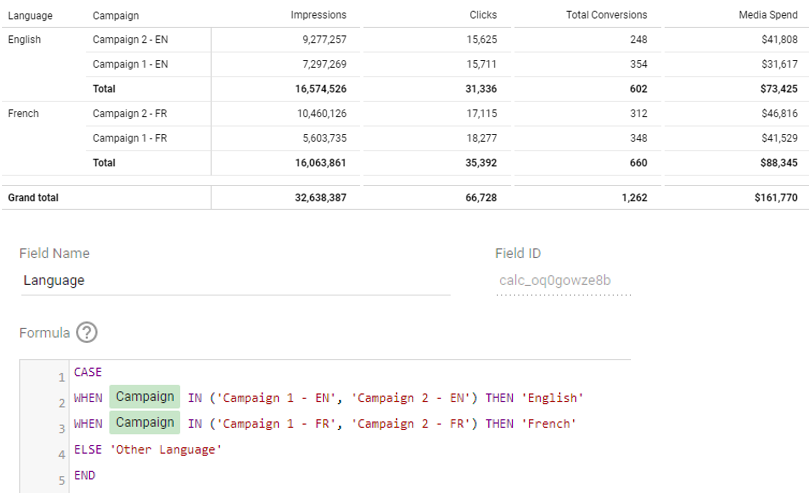 Language Campaign Impressions Clicks Total Conversions Media Spend
English Campaign 2 - EN 9,277,257 15,625 248 $41,808
Campaign 1 - EN 7,297,269 15,711 354 $31,617
Total 16,574,526 31,336 602 $73,425
French Campaign 2 - FR 10,460,126 17,115 312 $46,816
Campaign 1 - FR 5,603,735 18,277 348 $41,529
Total 16,063,861 35,392 660 $88,345
Grand total 32,638,387 66,728 1,262 $161,770
Field Name Field ID
Language calc_oq0gowze8b
Formula ?
1 CASE
2 WHEN Campaign IN ('Campaign 1 - EN', 'Campaign 2 - EN') THEN 'English'
3 WHEN Campaign IN ('Campaign 1 - FR', 'Campaign 2 - FR') THEN 'French'
4 ELSE 'Other Language'
5 END